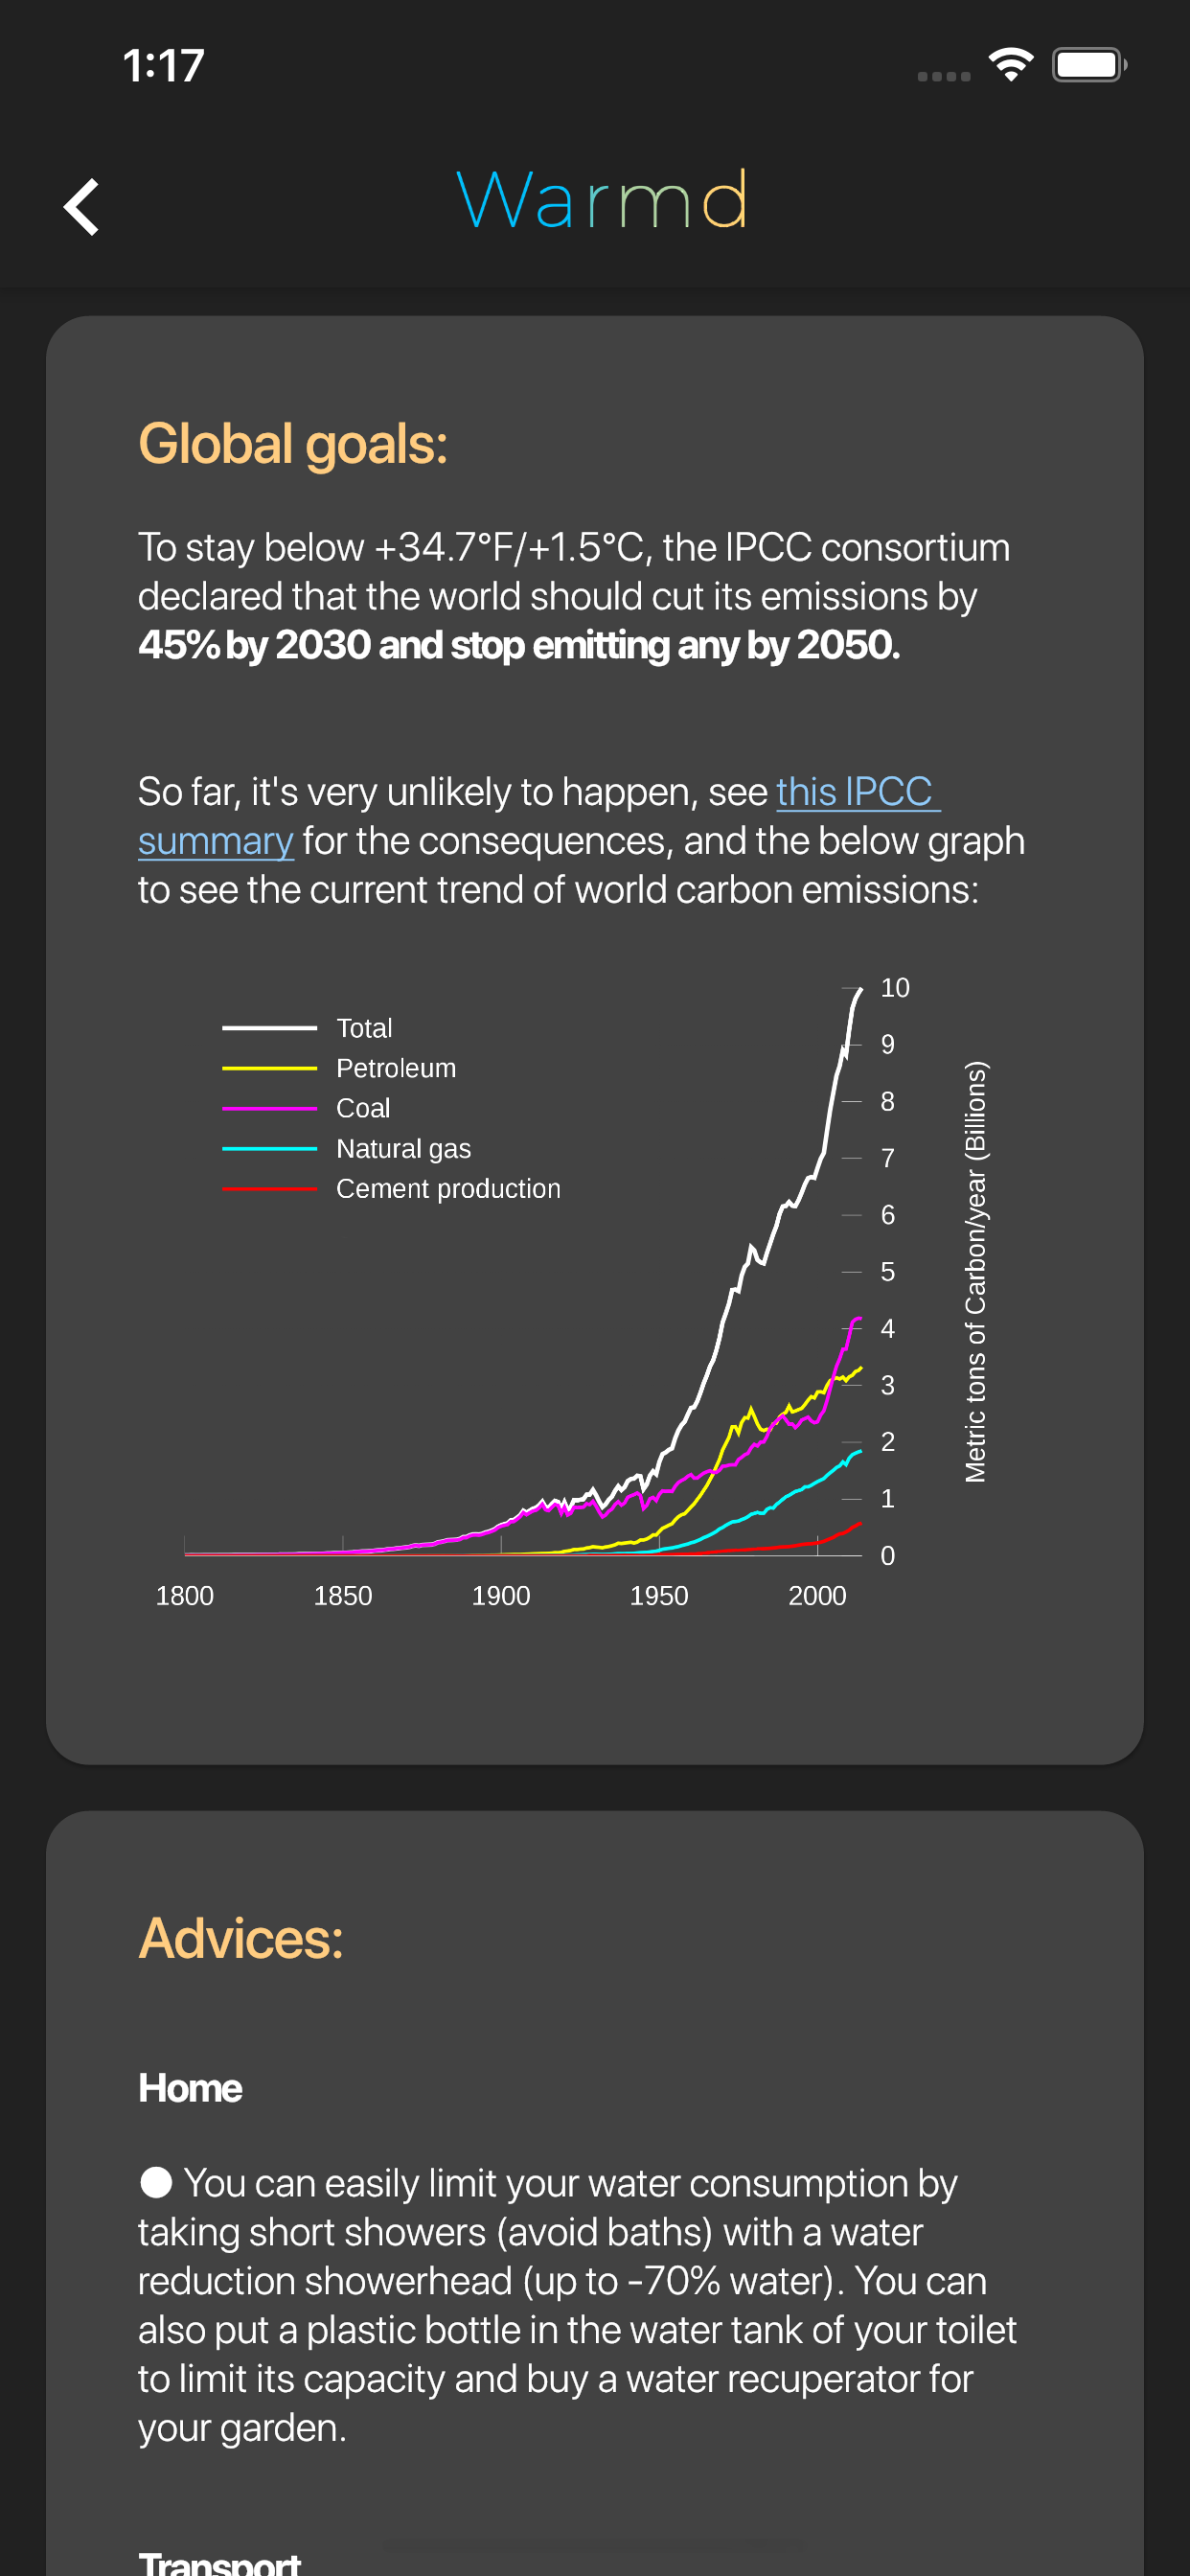 1:17
Warmd
Global goals:
To stay below +34.7°F/+1.5°C, the IPCC consortium
declared that the world should cut its emissions by
45% by 2030 and stop emitting any by 2050.
So far, it's very unlikely to happen, see this IPCC
summary for the consequences, and the below graph
to see the current trend of world carbon emissions:
Total
Petroleum
Coal
Natural gas
Cement production
10
9
8
7
6
5
4
3
2
1
0
Metric tons of Carbon/year (Billions)
1800 1850 1900 1950 2000
Advices:
Home
● You can easily limit your water consumption by
taking short showers (avoid baths) with a water
reduction showerhead (up to -70% water). You can
also put a plastic bottle in the water tank of your toilet
to limit its capacity and buy a water recuperator for
your garden.
Transport